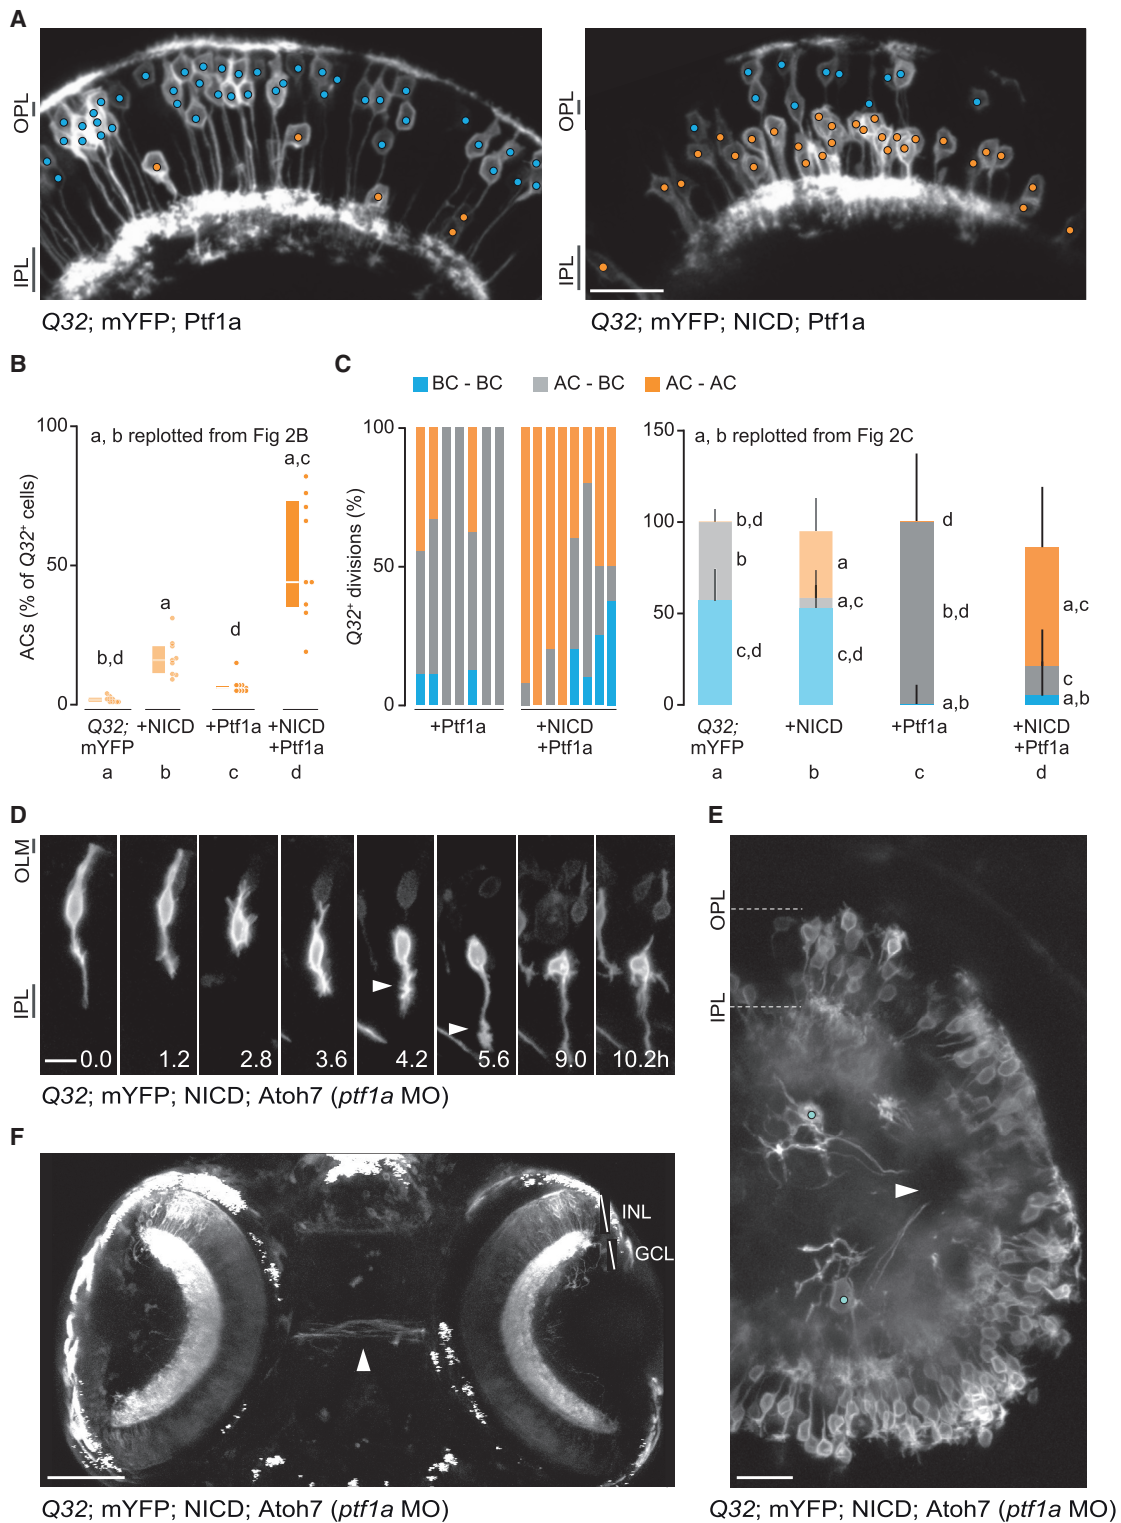 A
OPL
IPL
OPL
IPL
Q32; mYFP; Ptf1a
Q32; mYFP; NICD; Ptf1a
B
ACs (% of Q32+ cells)
100
50
0
a, b replotted from Fig 2B
b,d
a
d
a,c
Q32; mYFP
+NICD
+Ptf1a
+NICD +Ptf1a
a
b
c
d
C
BC - BC
AC - BC
AC - AC
Q32+ divisions (%)
100
50
0
+Ptf1a
+NICD +Ptf1a
150
100
50
0
a, b replotted from Fig 2C
b,d
b
c,d
a
a,c
c,d
d
b,d
a,b
a,c
c
a,b
Q32; mYFP
+NICD
+Ptf1a
+NICD +Ptf1a
a
b
c
d
D
OLM
IPL
0.0
1.2
2.8
3.6
4.2
5.6
9.0
10.2h
Q32; mYFP; NICD; Atoh7 (ptf1a MO)
E
OPL
IPL
Q32; mYFP; NICD; Atoh7 (ptf1a MO)
F
INL
GCL
Q32; mYFP; NICD; Atoh7 (ptf1a MO)